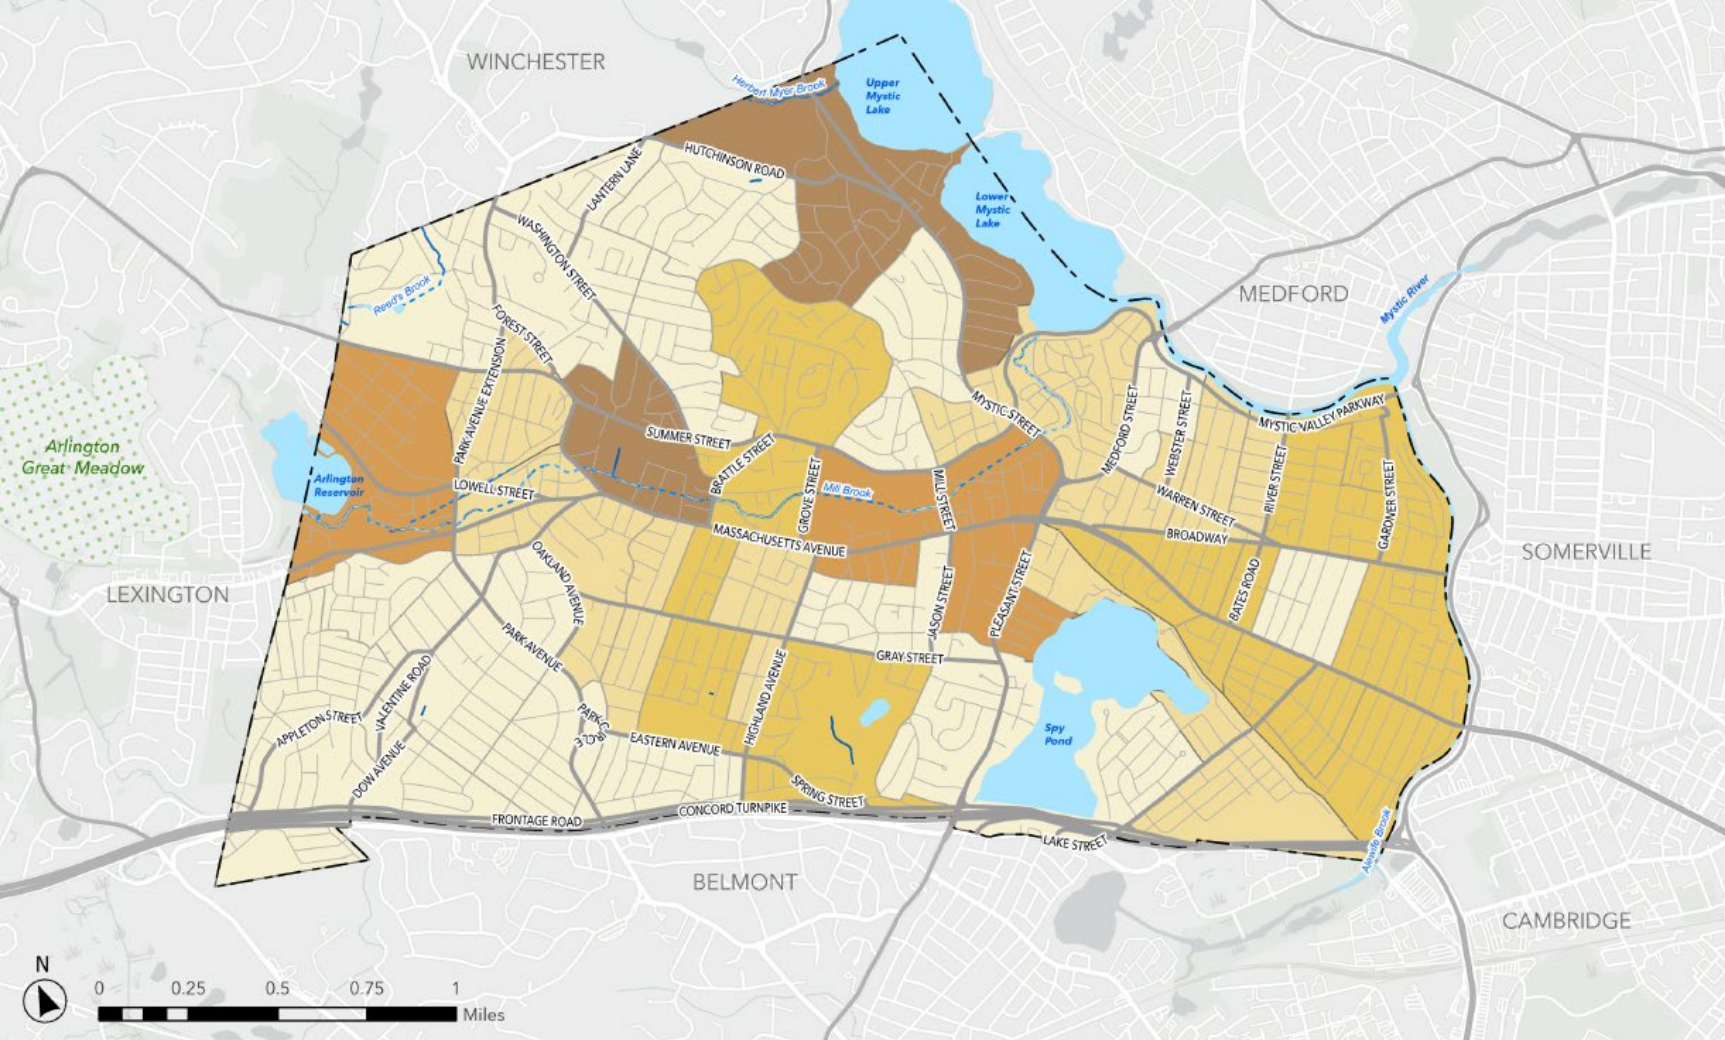 WINCHESTER
Herbert Myer Brook
Upper
Mystic
Lake
HUTCHINSON ROAD
LANTERN LANE
Lower
Mystic
Lake
WASHINGTON STREET
Reed's Brook
MEDFORD
Mystic River
FOREST STREET
PARK AVENUE EXTENSION
MYSTIC STREET
MEDFORD STREET
WEBSTER STREET
MYSTIC VALLEY PARKWAY
SUMMER STREET
BRATTLE STREET
Arlington
Great Meadow
Arlington
Reservoir
LOWELL STREET
GROVE STREET
Mill Brook
MILL STREET
WARREN STREET
RIVER STREET
GARDNER STREET
MASSACHUSETTS AVENUE
BROADWAY
SOMERVILLE
LEXINGTON
OAKLAND AVENUE
JASON STREET
PLEASANT STREET
BATES ROAD
PARK AVENUE
GRAY STREET
VALENTINE ROAD
HIGHLAND AVENUE
APPLETON STREET
PARK CIRCLE
EASTERN AVENUE
Spy
Pond
DOW AVENUE
SPRING STREET
FRONTAGE ROAD
CONCORD TURNPIKE
LAKE STREET
Alewife Brook
BELMONT
CAMBRIDGE
N
0 0.25 0.5 0.75 1
Miles